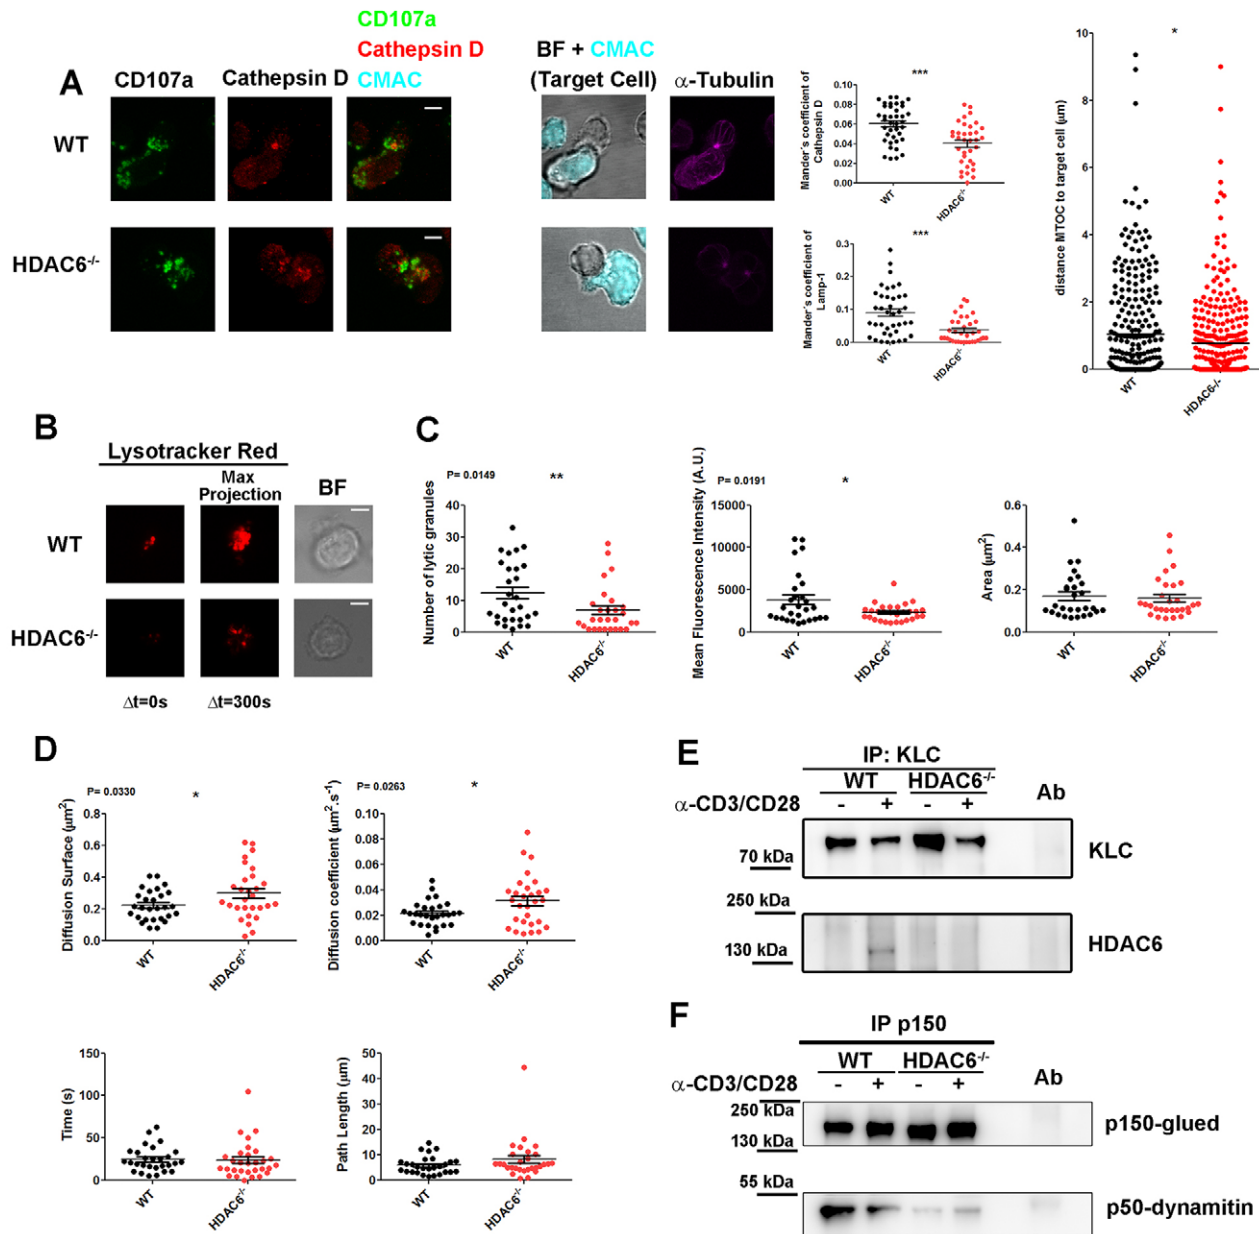 A
CD107a
Cathepsin D
CD107a
Cathepsin D
CMAC
BF + CMAC
(Target Cell)
α-Tubulin
WT
HDAC6-/-
Mander´s coefficient of
Cathepsin D
0.10
0.08
0.06
0.04
0.02
0.00
***
WT
HDAC6-/-
Mander´s coefficient of
Lamp-1
0.3
0.2
0.1
0.0
***
WT
HDAC6-/-
distance MTOC to target cell (µm)
10
8
6
4
2
0
*
WT
HDAC6-/-
B
Lysotracker Red
Max
Projection
BF
WT
HDAC6-/-
Δt=0s
Δt=300s
C
P= 0.0149
**
Number of lytic granules
40
30
20
10
0
WT
HDAC6-/-
P= 0.0191
*
Mean Fluorescence Intensity (A.U.)
15000
10000
5000
0
WT
HDAC6-/-
Area (µm2)
0.6
0.4
0.2
0.0
WT
HDAC6-/-
D
P= 0.0330
*
Diffusion Surface (µm2)
0.8
0.6
0.4
0.2
0.0
WT
HDAC6-/-
P= 0.0263
*
Diffusion coefficient (µm2.s-1)
0.10
0.08
0.06
0.04
0.02
0.00
WT
HDAC6-/-
Time (s)
150
100
50
0
WT
HDAC6-/-
Path Length (µm)
50
40
30
20
10
0
WT
HDAC6-/-
E
IP: KLC
WT
HDAC6-/-
Ab
α-CD3/CD28
- + - +
70 kDa
KLC
250 kDa
130 kDa
HDAC6
F
IP p150
WT
HDAC6-/-
Ab
α-CD3/CD28
- + - +
250 kDa
130 kDa
p150-glued
55 kDa
p50-dynamitin